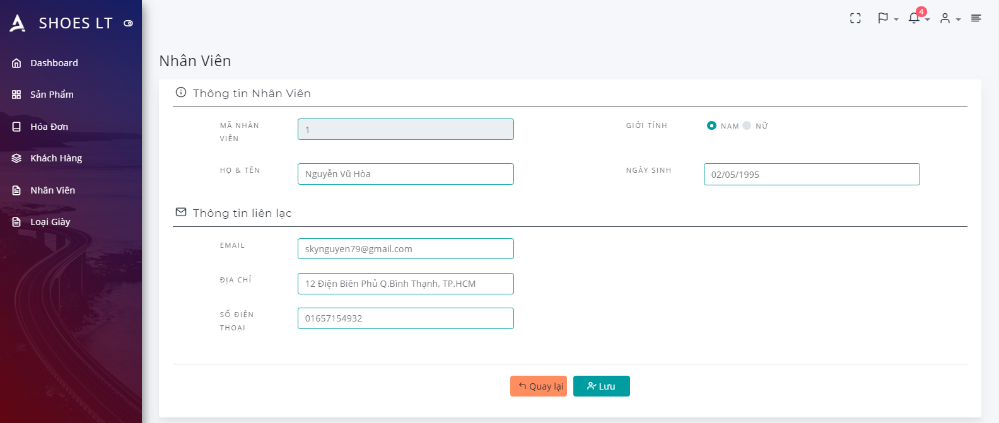 SHOES LT
4
Dashboard
Sản Phẩm
Hóa Đơn
Khách Hàng
Nhân Viên
Loại Giày
Nhân Viên
Thông tin Nhân Viên
MÃ NHÂN
VIÊN
1
GIỚI TÍNH
NAM
NỮ
HỌ & TÊN
Nguyễn Vũ Hòa
NGÀY SINH
02/05/1995
Thông tin liên lạc
EMAIL
skynguyen79@gmail.com
ĐỊA CHỈ
12 Điện Biên Phủ Q.Bình Thạnh, TP.HCM
SỐ ĐIỆN
THOẠI
01657154932
Quay lại
Lưu